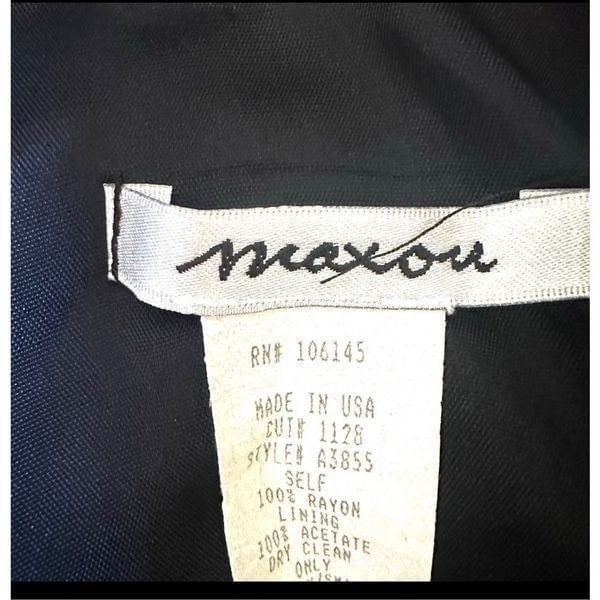 maxou
RN# 106145
MADE IN USA
CUT# 1128
STYLE# A3855
SELF
100% RAYON
LINING
100% ACETATE
DRY CLEAN
ONLY